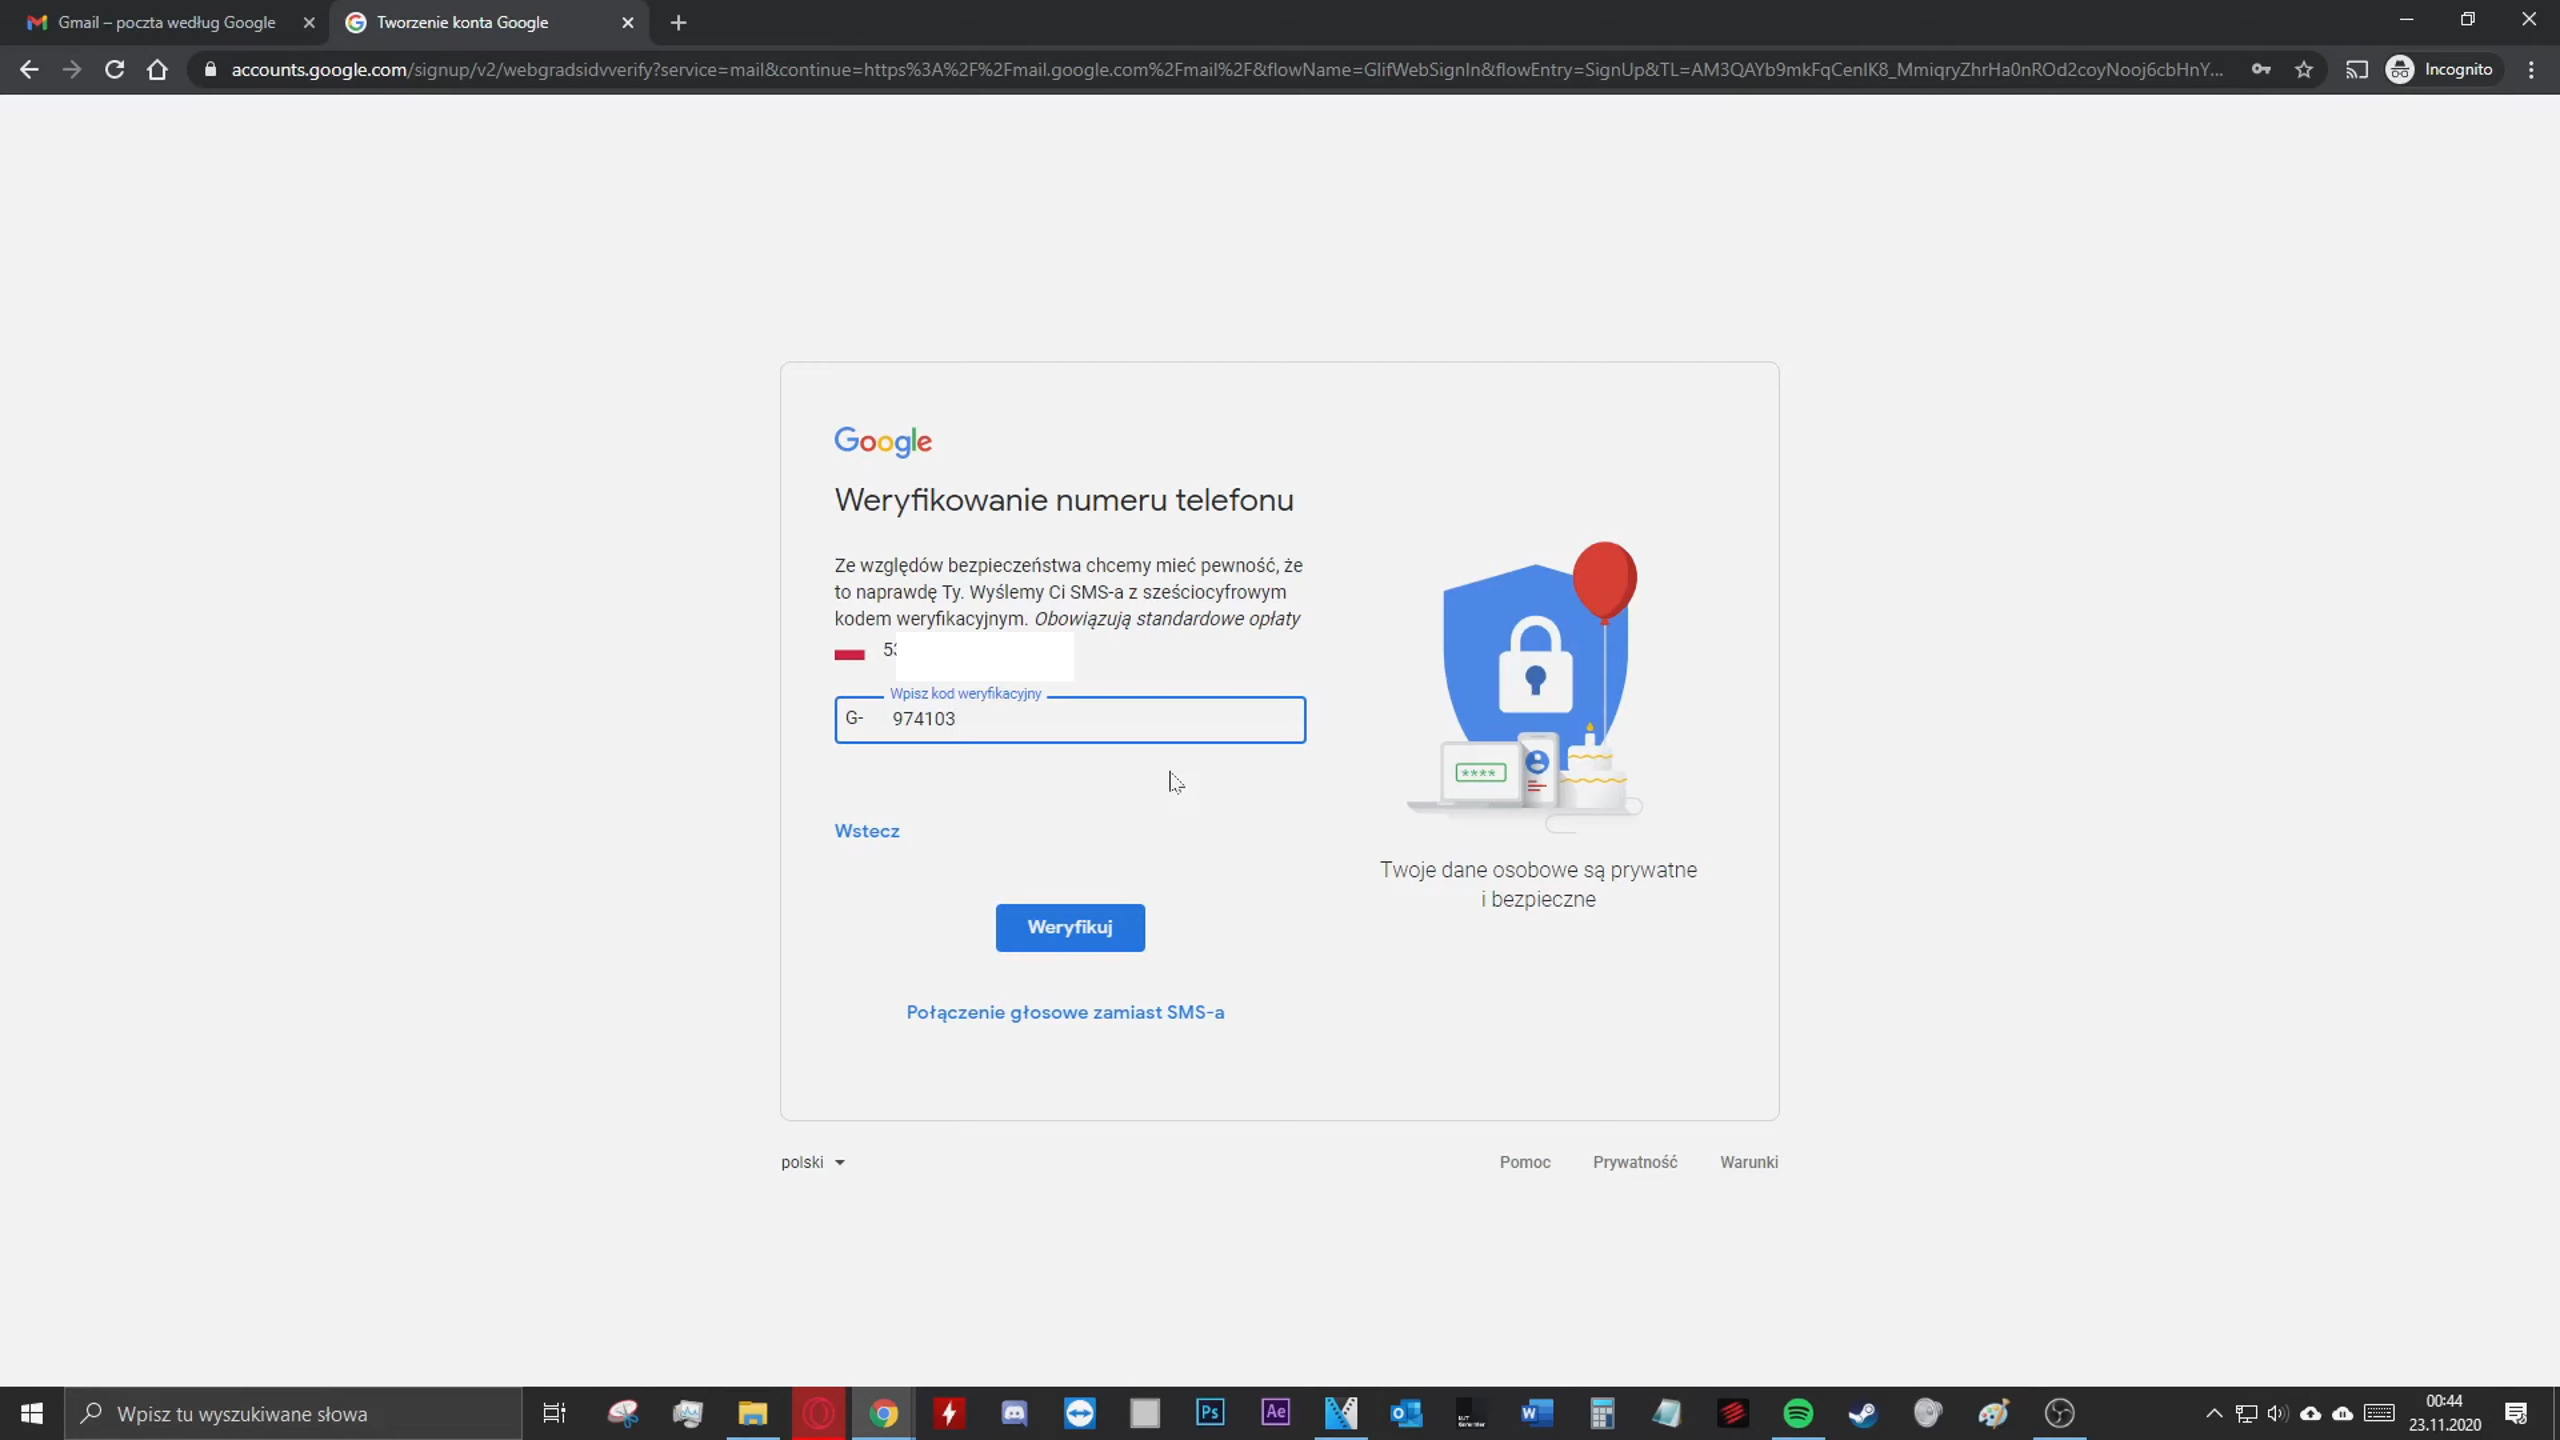 Gmail – poczta według Google
Tworzenie konta Google
accounts.google.com/signup/v2/webgradsidvverify?service=mail&continue=https%3A%2F%2Fmail.google.com%2Fmail%2F&flowName=GlifWebSignIn&flowEntry=SignUp&TL=AM3QAYb9mkFqCenIK8_MmiqryZhrHa0nROd2coyNooj6cbHnY...
Incognito
Google
Weryfikowanie numeru telefonu
Ze względów bezpieczeństwa chcemy mieć pewność, że
to naprawdę Ty. Wyślemy Ci SMS-a z sześciocyfrowym
kodem weryfikacyjnym. Obowiązują standardowe opłaty
Wpisz kod weryfikacyjny
G- 974103
Wstecz
Weryfikuj
Połączenie głosowe zamiast SMS-a
****
Twoje dane osobowe są prywatne
i bezpieczne
polski
Pomoc
Prywatność
Warunki
Wpisz tu wyszukiwane słowa
Ps
Ae
00:44
23.11.2020